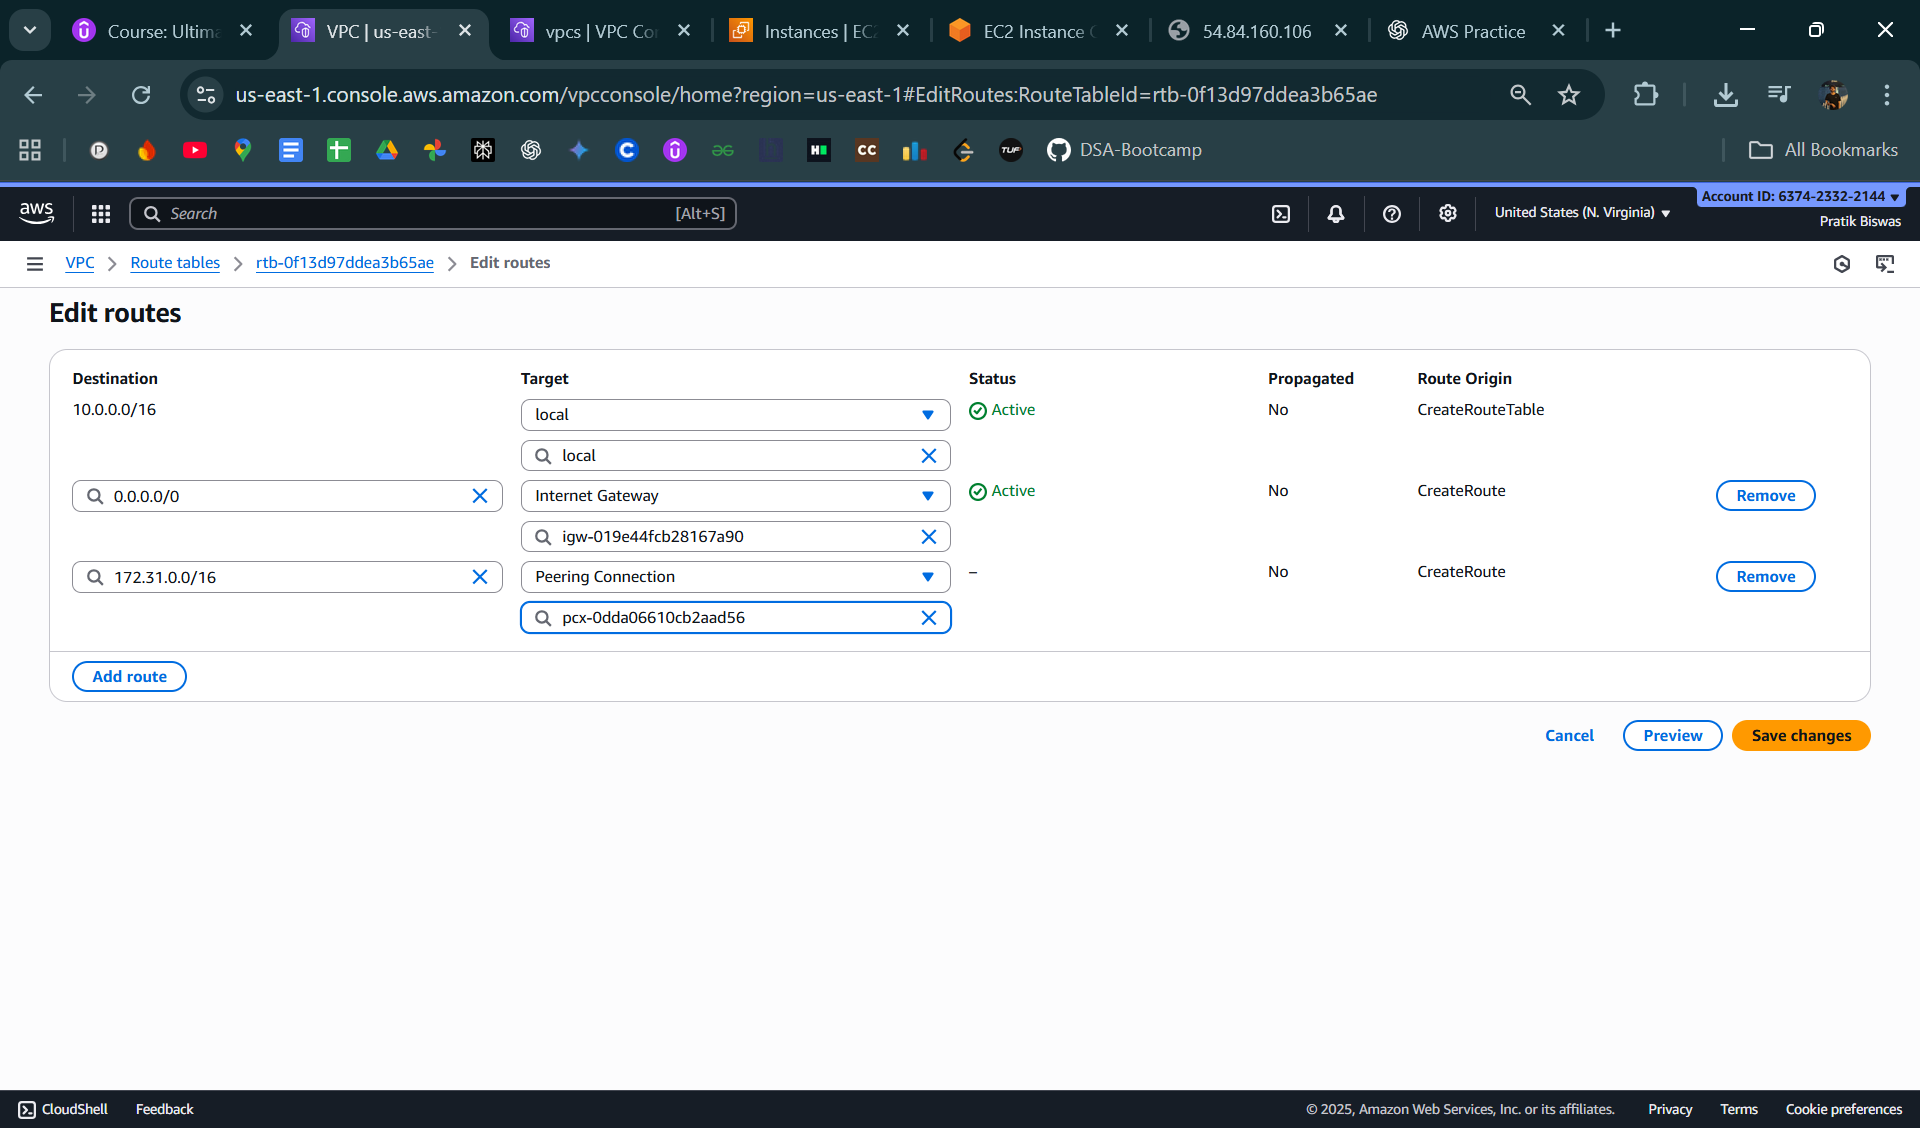 Course: Ultima
VPC | us-east-
vpcs | VPC Co
Instances | EC2
EC2 Instance C
54.84.160.106
AWS Practice
us-east-1.console.aws.amazon.com/vpcconsole/home?region=us-east-1#EditRoutes:RouteTableId=rtb-0f13d97ddea3b65ae
DSA-Bootcamp
All Bookmarks
aws
Search
[Alt+S]
United States (N. Virginia)
Account ID: 6374-2332-2144
Pratik Biswas
VPC
Route tables
rtb-0f13d97ddea3b65ae
Edit routes
Edit routes
Destination Target Status Propagated Route Origin
10.0.0.0/16 local Active No CreateRouteTable
local
0.0.0.0/0 Internet Gateway Active No CreateRoute Remove
igw-019e44fcb28167a90
172.31.0.0/16 Peering Connection – No CreateRoute Remove
pcx-0dda06610cb2aad56
Add route
Cancel Preview Save changes
CloudShell Feedback © 2025, Amazon Web Services, Inc. or its affiliates. Privacy Terms Cookie preferences